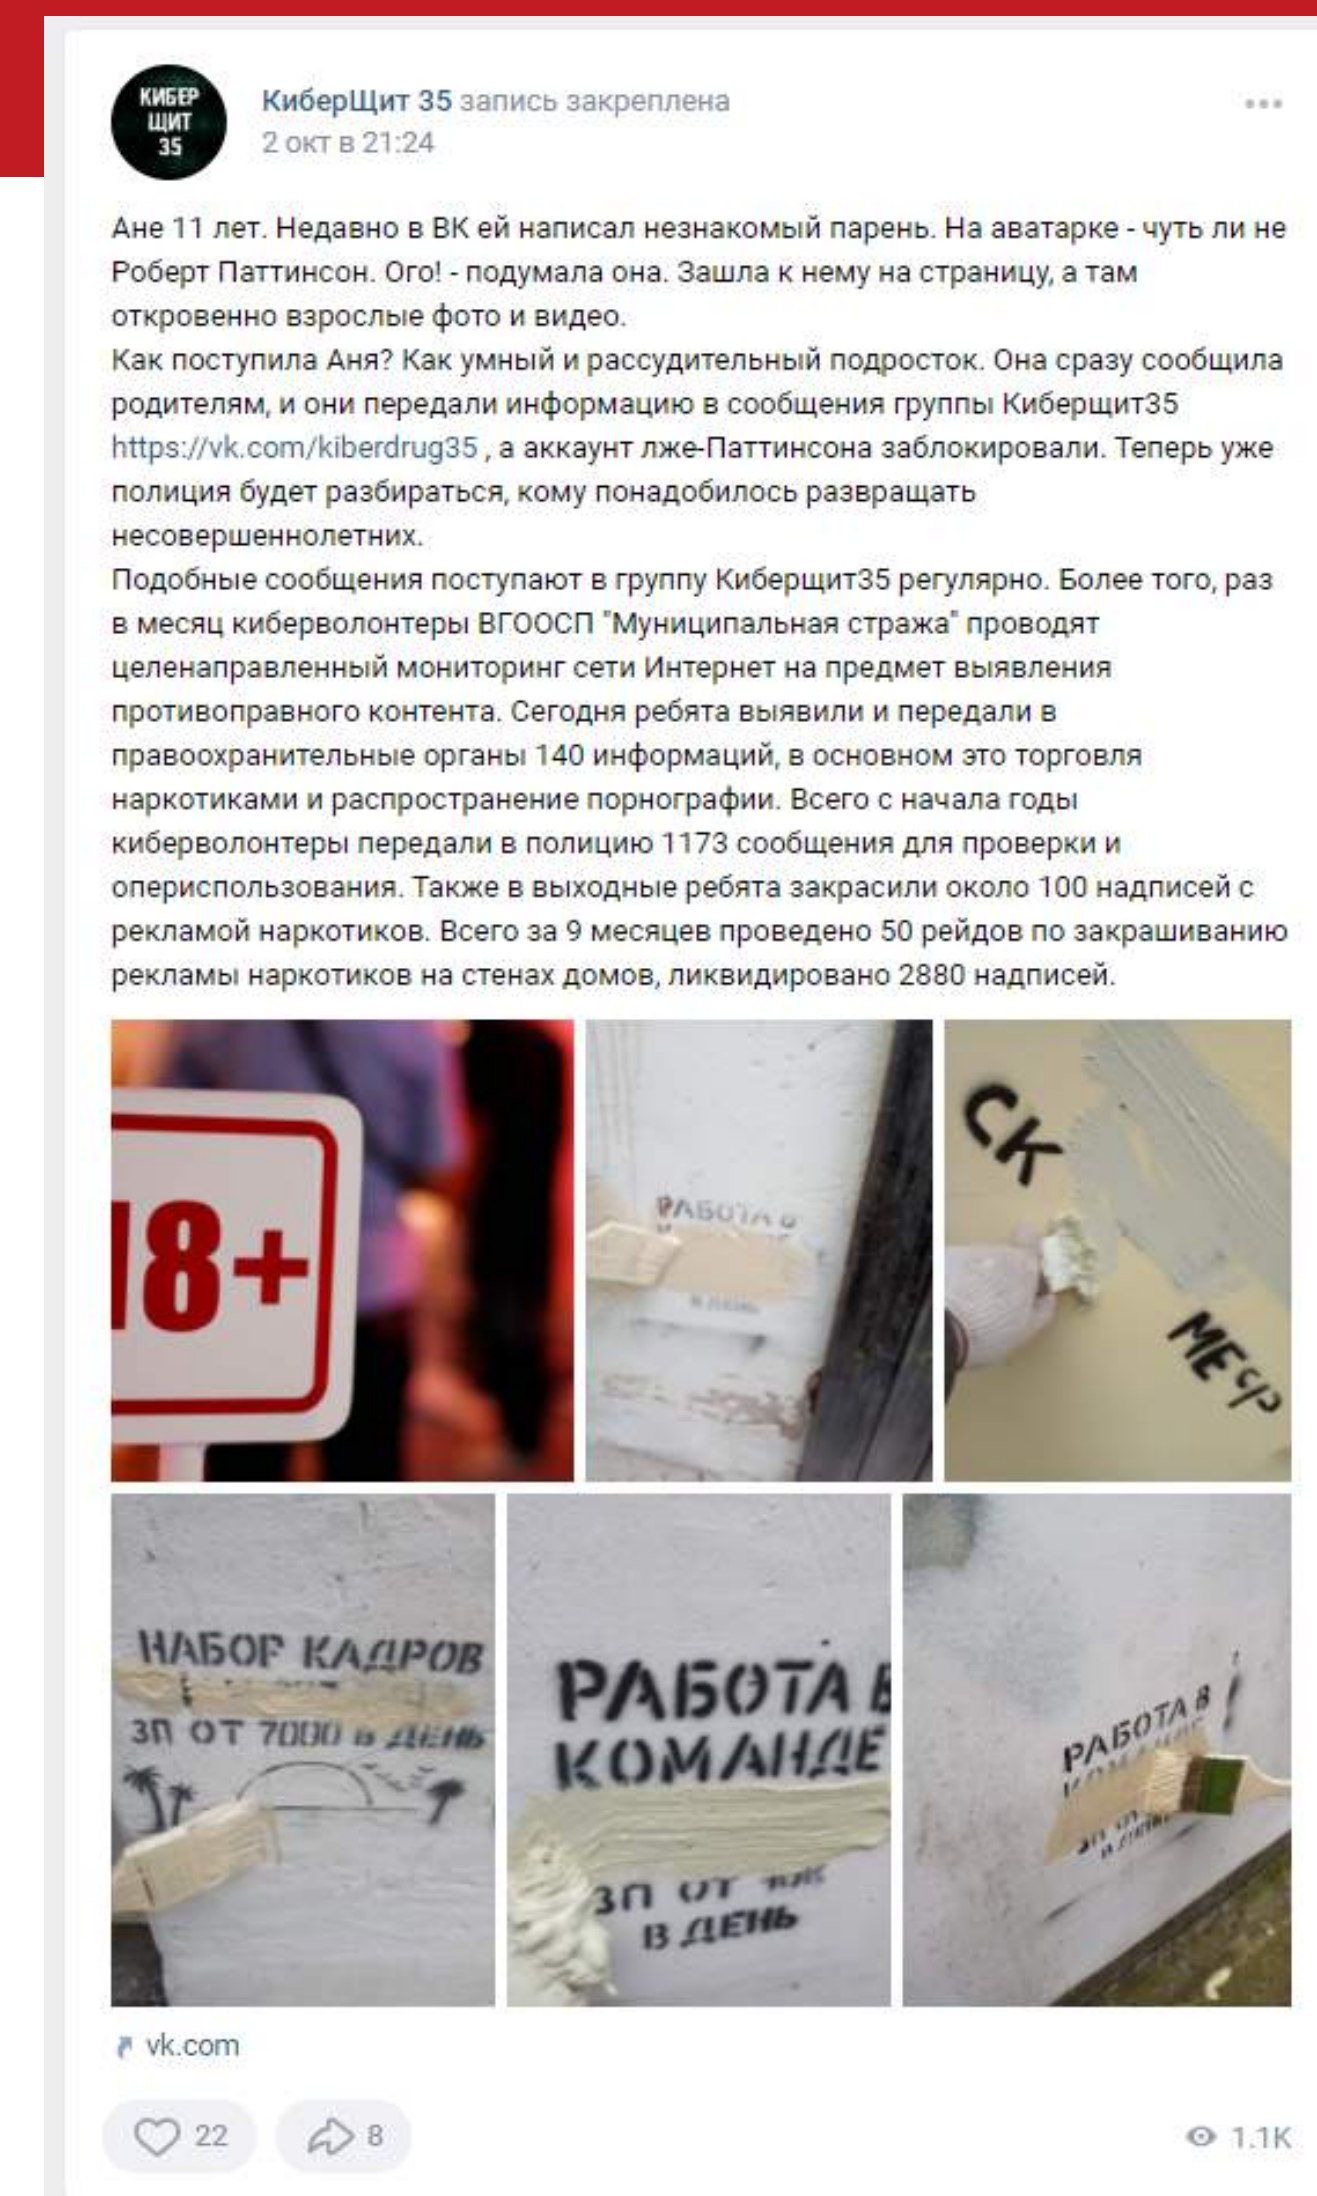 КИБЕР
ЩИТ
35
КиберЩит 35 запись закреплена
2 окт в 21:24
Ане 11 лет. Недавно в ВК ей написал незнакомый парень. На аватарке - чуть ли не
Роберт Паттинсон. Ого! - подумала она. Зашла к нему на страницу, а там
откровенно взрослые фото и видео.
Как поступила Аня? Как умный и рассудительный подросток. Она сразу сообщила
родителям, и они передали информацию в сообщения группы Киберщит35
https://vk.com/kiberdrug35 , а аккаунт лже-Паттинсона заблокировали. Теперь уже
полиция будет разбираться, кому понадобилось развращать
несовершеннолетних.
Подобные сообщения поступают в группу Киберщит35 регулярно. Более того, раз
в месяц киберволонтеры ВГООСП "Муниципальная стража" проводят
целенаправленный мониторинг сети Интернет на предмет выявления
противоправного контента. Сегодня ребята выявили и передали в
правоохранительные органы 140 информаций, в основном это торговля
наркотиками и распространение порнографии. Всего с начала годы
киберволонтеры передали в полицию 1173 сообщения для проверки и
опериспользования. Также в выходные ребята закрасили около 100 надписей с
рекламой наркотиков. Всего за 9 месяцев проведено 50 рейдов по закрашиванию
рекламы наркотиков на стенах домов, ликвидировано 2880 надписей.
18+
РАБОТА В
В ДЕНЬ
СК
МЕФ
НАБОР КАДРОВ
ЗП ОТ 7000 В ДЕНЬ
РАБОТА В
КОМАНДЕ
ЗП ОТ
В ДЕНЬ
РАБОТА В
В ДЕНЬ
vk.com
22
8
1.1K